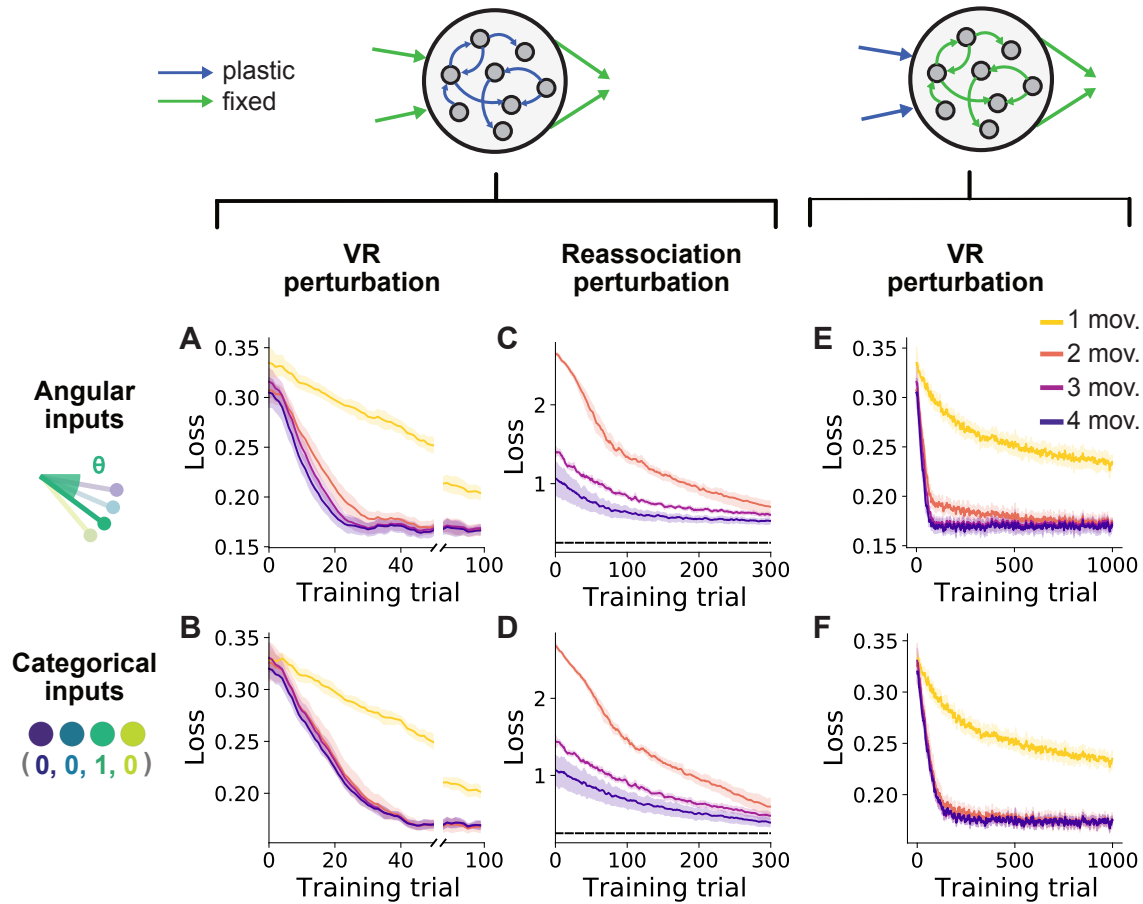 plastic
fixed
VR
perturbation
Reassociation
perturbation
VR
perturbation
1 mov.
2 mov.
3 mov.
4 mov.
Angular
inputs
θ
A
0.35
0.30
0.25
0.20
0.15
Loss
0
20
40
100
Training trial
C
2
1
Loss
0
100
200
300
Training trial
E
0.35
0.30
0.25
0.20
0.15
Loss
0
500
1000
Training trial
Categorical
inputs
(0, 0, 1, 0)
B
0.35
0.30
0.25
0.20
Loss
0
20
40
100
Training trial
D
2
1
Loss
0
100
200
300
Training trial
F
0.35
0.30
0.25
0.20
Loss
0
500
1000
Training trial